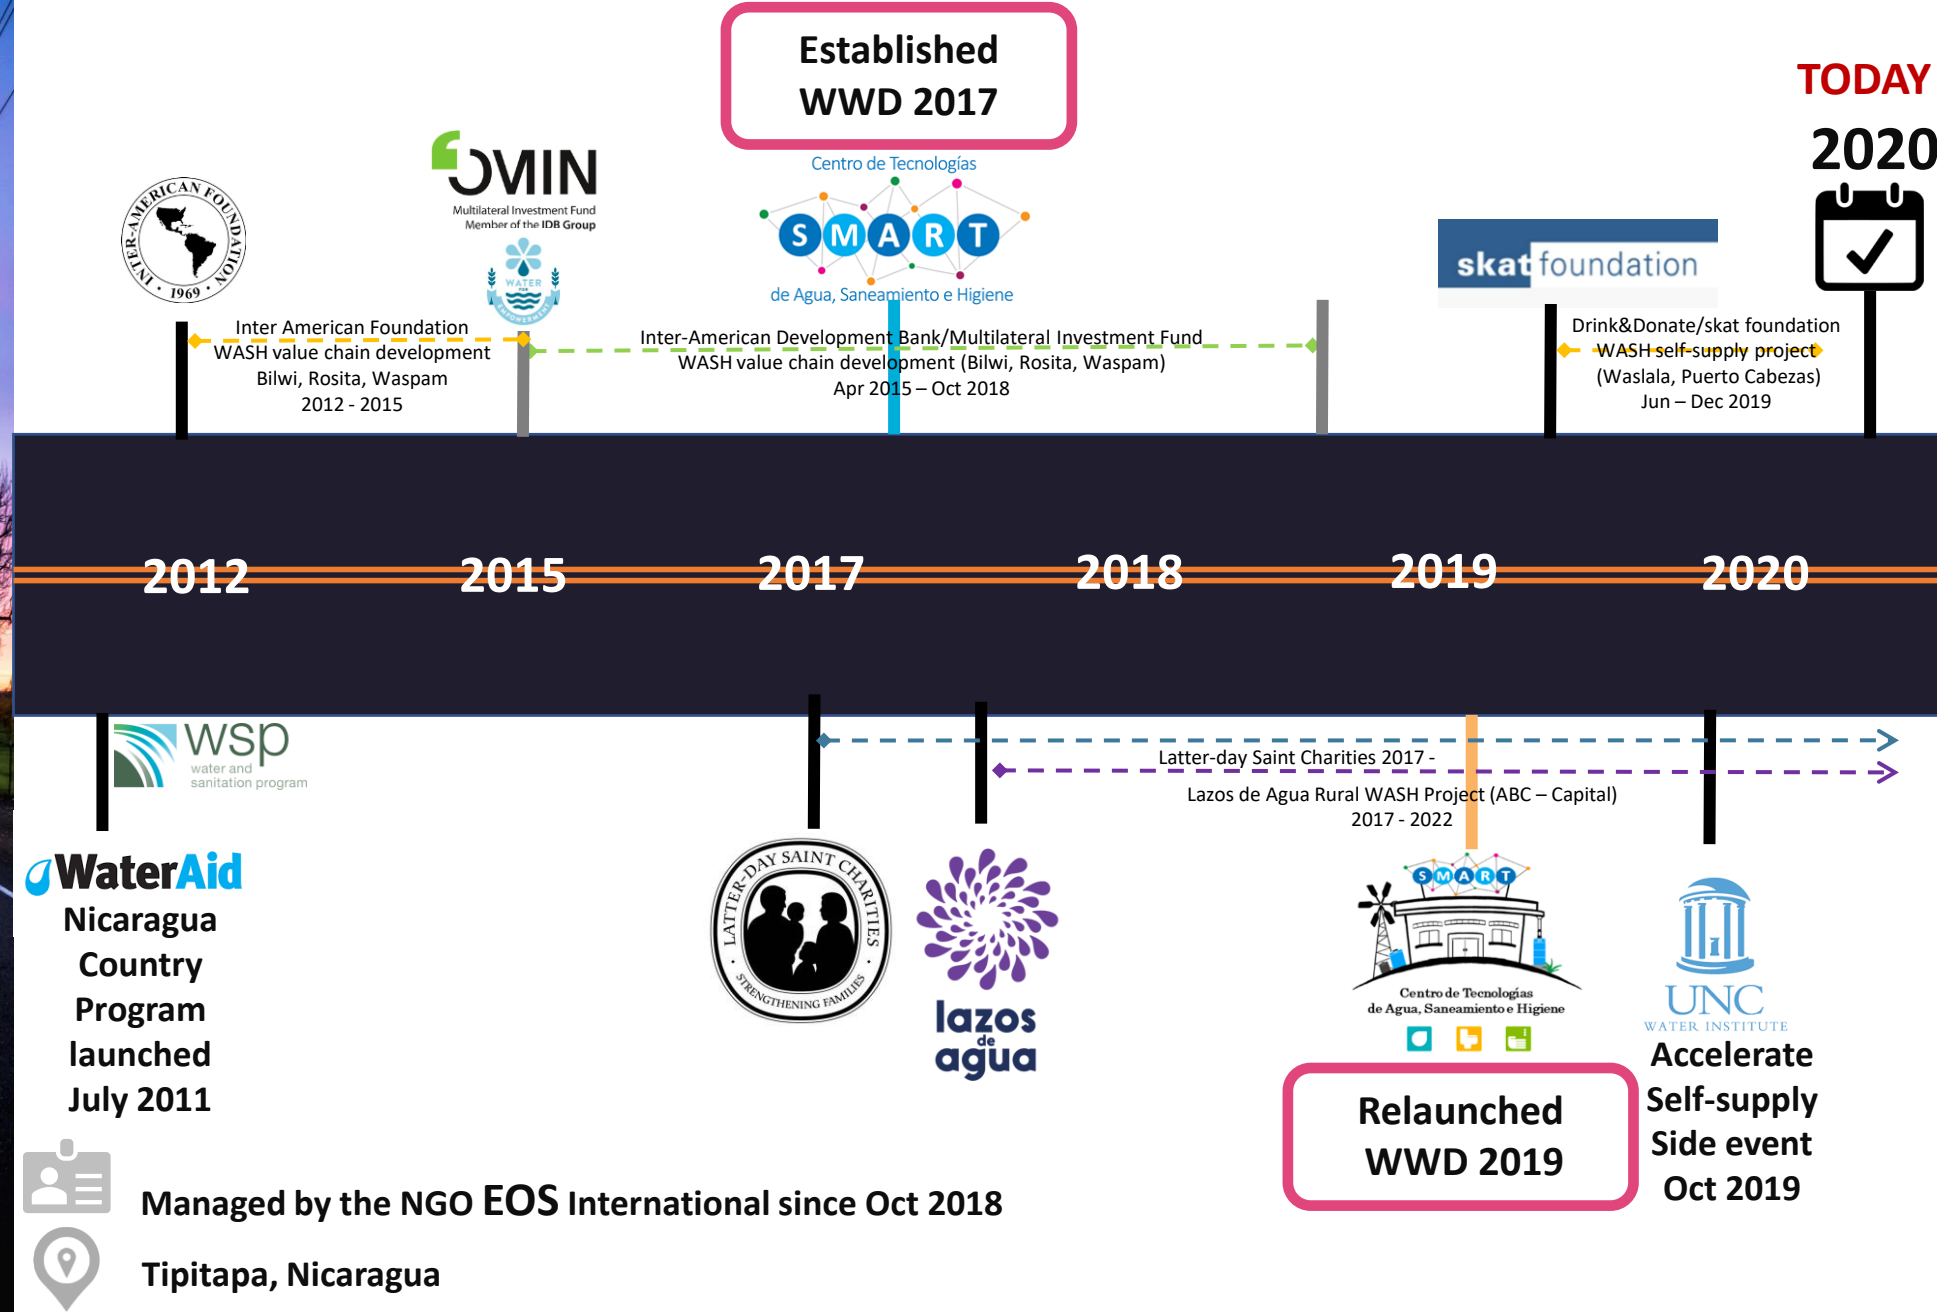 Established
WWD 2017
TODAY
2020
INTER-AMERICAN FOUNDATION
· 1969 ·
OMIN
Multilateral Investment Fund
Member of the IDB Group
WATER
FOR
EMPOWERMENT
Centro de Tecnologías
SMART
de Agua, Saneamiento e Higiene
skat foundation
Inter American Foundation
WASH value chain development
Bilwi, Rosita, Waspam
2012 - 2015
Inter-American Development Bank/Multilateral Investment Fund
WASH value chain development (Bilwi, Rosita, Waspam)
Apr 2015 – Oct 2018
Drink&Donate/skat foundation
WASH self-supply project
(Waslala, Puerto Cabezas)
Jun – Dec 2019
2012
2015
2017
2018
2019
2020
wsp
water and
sanitation program
Latter-day Saint Charities 2017 -
Lazos de Agua Rural WASH Project (ABC – Capital)
2017 - 2022
WaterAid
Nicaragua
Country
Program
launched
July 2011
LATTER-DAY SAINT CHARITIES
· STRENGTHENING FAMILIES ·
lazos
de
agua
SMART
Centro de Tecnologías
de Agua, Saneamiento e Higiene
Relaunched
WWD 2019
UNC
WATER INSTITUTE
Accelerate
Self-supply
Side event
Oct 2019
Managed by the NGO EOS International since Oct 2018
Tipitapa, Nicaragua